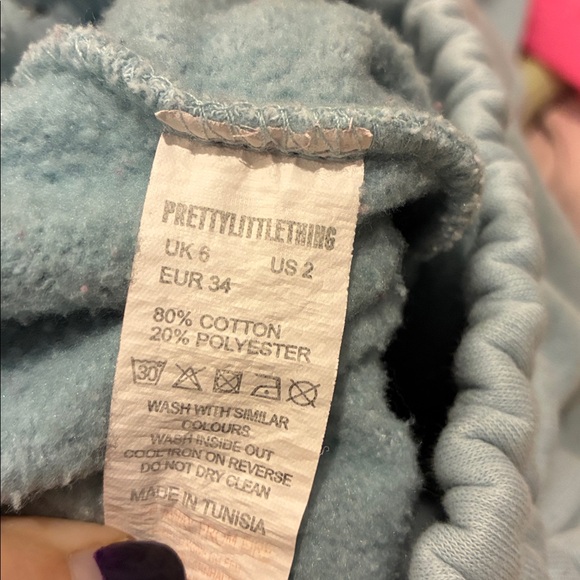 PRETTYLITTLETHING
UK 6 US 2
EUR 34
80% COTTON
20% POLYESTER
30
WASH WITH SIMILAR
COLOURS
WASH INSIDE OUT
COOL IRON ON REVERSE
DO NOT DRY CLEAN
MADE IN TUNISIA